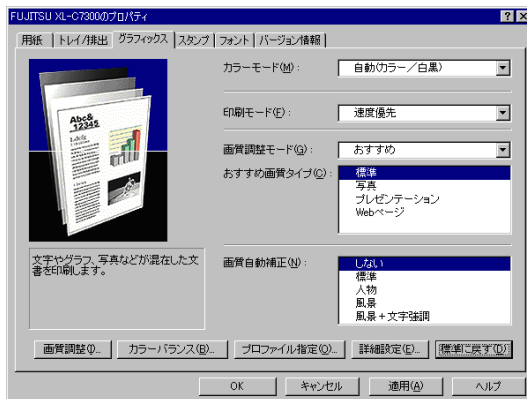 FUJITSU XL-C7300のプロパティ
用紙 トレイ/排出 グラフィックス スタンプ フォント バージョン情報
カラーモード(M): 自動(カラー/白黒)
印刷モード(F): 速度優先
画質調整モード(G): おすすめ
おすすめ画質タイプ(C): 標準
写真
プレゼンテーション
Webページ
Abc&
12345
文字やグラフ、写真などが混在した文
書を印刷します。
画質自動補正(N): しない
標準
人物
風景
風景+文字強調
画質調整(I)... カラーバランス(B)... プロファイル指定(O)... 詳細設定(E)... 標準に戻す(D)
OK キャンセル 適用(A) ヘルプ